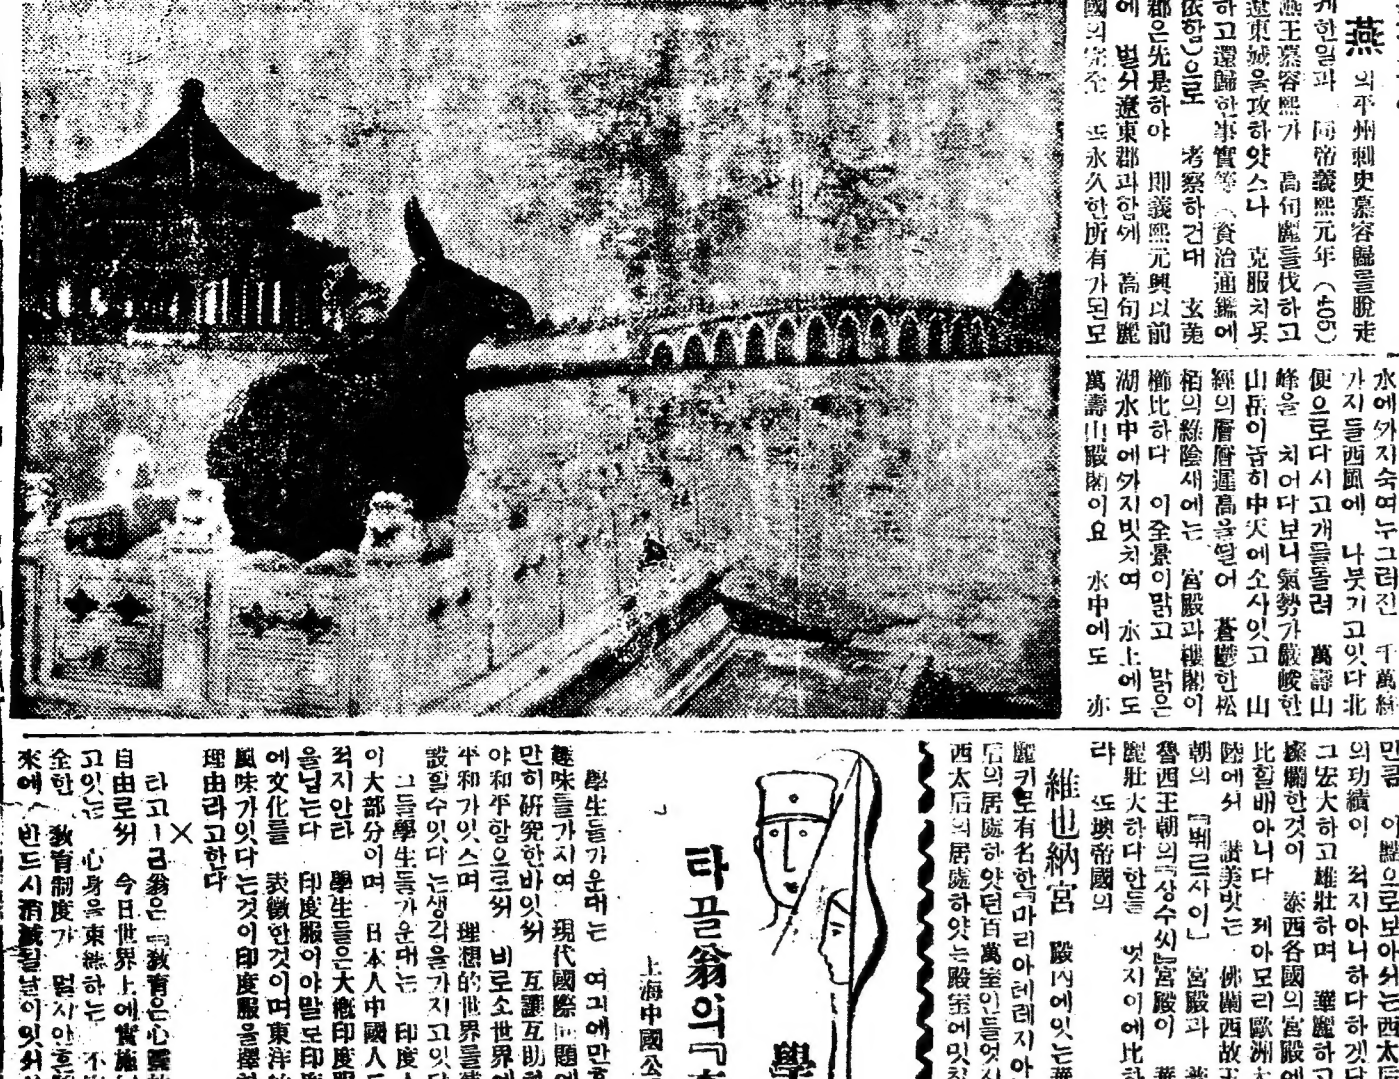 燕
의平州刺史慕容歸를脫走
케한일과 同帝義熙元年(405)
燕王慕容熙가 高句麗를伐하고
遼東城을攻하얏스나 克服치못
하고還歸한事實等(資治通鑑에
依함)으로 考察하건대 玄菟
郡은先是하야 即義熙元興以前
에 벌서遼東郡과함께 高句麗
國의完全 또永久한所有가된모
水에까지숙여누그러진 千萬絲
가지들西風에 나붓기고잇다北
便으로다시고개를돌려 萬壽山
峰을 치어다보니氣勢가嚴峻한
山岳이놉히中天에소사잇고 山
經의層層遲高을딸어 蒼鬱한松
栢의綠陰새에는 宮殿과樓閣이
櫛比하다 이全景이맑고 맑은
湖水中에까지빗치여 水上에도
萬壽山殿閣이요 水中에도 亦
만큼 이點으로보아서는西太后
의功績이 적지아니하다하겟다
그宏大하고雄壯하며 華麗하고
燦爛한것이 泰西各國의宮殿에
比할배아니다 케아모리歐洲大
陸에서 讃美밧는 佛蘭西故王
朝의 『베르사이』 宮殿과 普
魯西王朝의『상수씨』宮殿이 華
麗壯大하다한들 멋지이에比하
랴 또墺帝國의
維也納宮 殿內에잇는華
麗키로有名한『마리아테레지아
后의居處하얏던百萬室인들엇지
西太后의居處하얏는殿室에밋치
學
타골翁의『
上海中國公
學生들가운대는 여긔에만흔
趣味들가지여 現代國際問題에
만히研究한바잇서 互讓互助하
야和平함으로써 비로소世界에
平和가잇스며 理想的世界를建
設할수잇다는생각을가지고잇다
그들學生들가운대는 印度人
이大部分이며 日本人中國人도
적지안타 學生들은大槪印度服
을닙는다 印度服이야말로印度
에文化를 表徵한것이며東洋的
風味가잇다는것이印度服을擇한
理由라고한다
×
타고ー르翁은『敎育은心靈的
自由로써 今日世界上에實施
고잇는 心身을束縛하는 不
全한 敎育制度가 멀지안흔
來에 반드시消滅될날이잇서